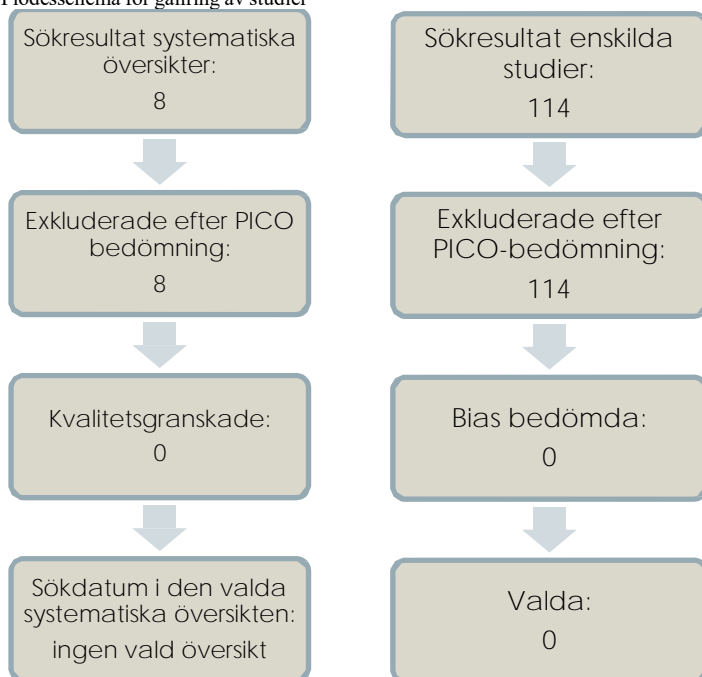 Flödesschema för gallring av studier
Sökresultat systematiska
översikter:
8
Exkluderade efter PICO
bedömning:
8
Kvalitetsgranskade:
0
Sökdatum i den valda
systematiska översikten:
ingen vald översikt
Sökresultat enskilda
studier:
114
Exkluderade efter
PICO-bedömning:
114
Bias bedömda:
0
Valda:
0